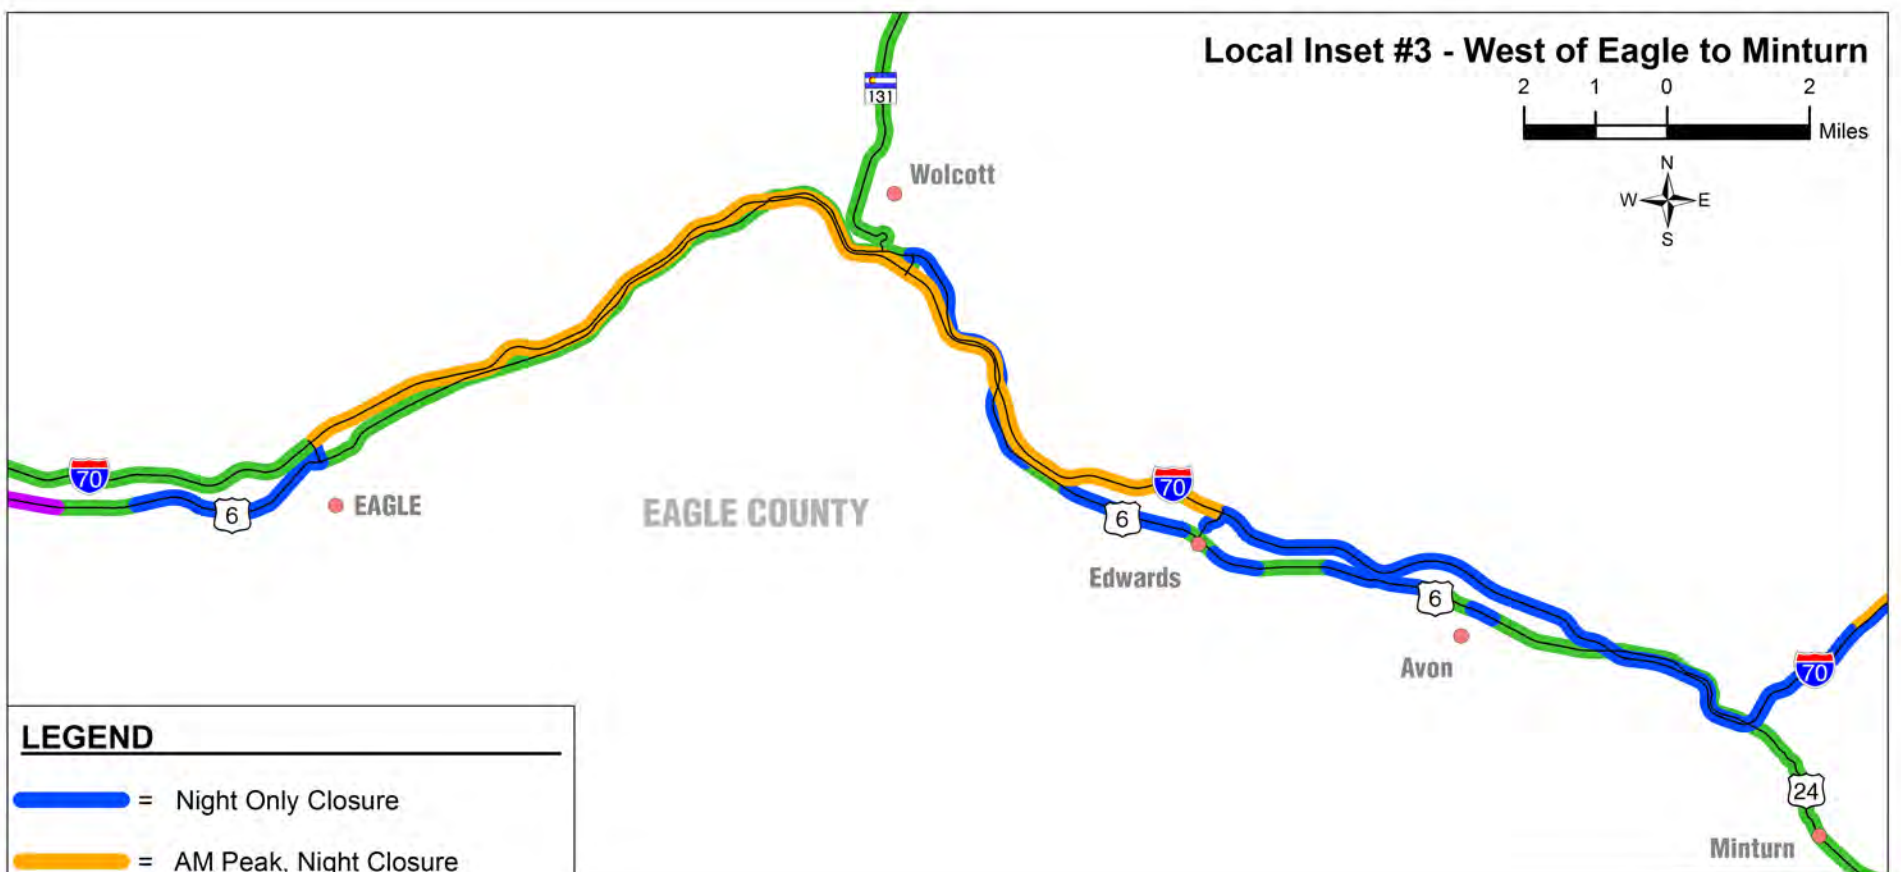 Local Inset #3 - West of Eagle to Minturn
2 1 0 2
Miles
N
W E
S
131
Wolcott
70
6
EAGLE
EAGLE COUNTY
70
6
Edwards
6
Avon
70
24
Minturn
LEGEND
= Night Only Closure
= AM Peak, Night Closure